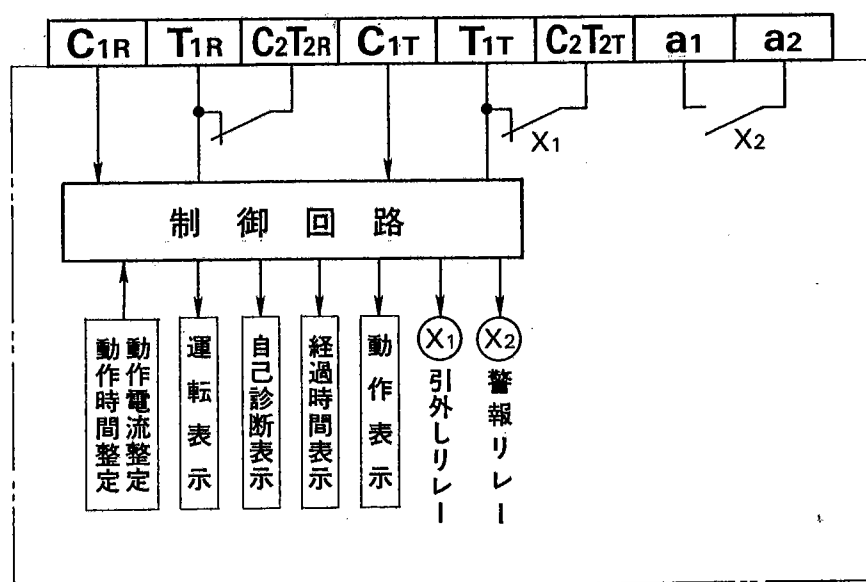 C1R T1R C2T2R C1T T1T C2T2T a1 a2
X1
X2
制御回路
動作電流整定
動作時間整定
運転表示
自己診断表示
経過時間表示
動作表示
X1
引外しリレー
X2
警報リレー